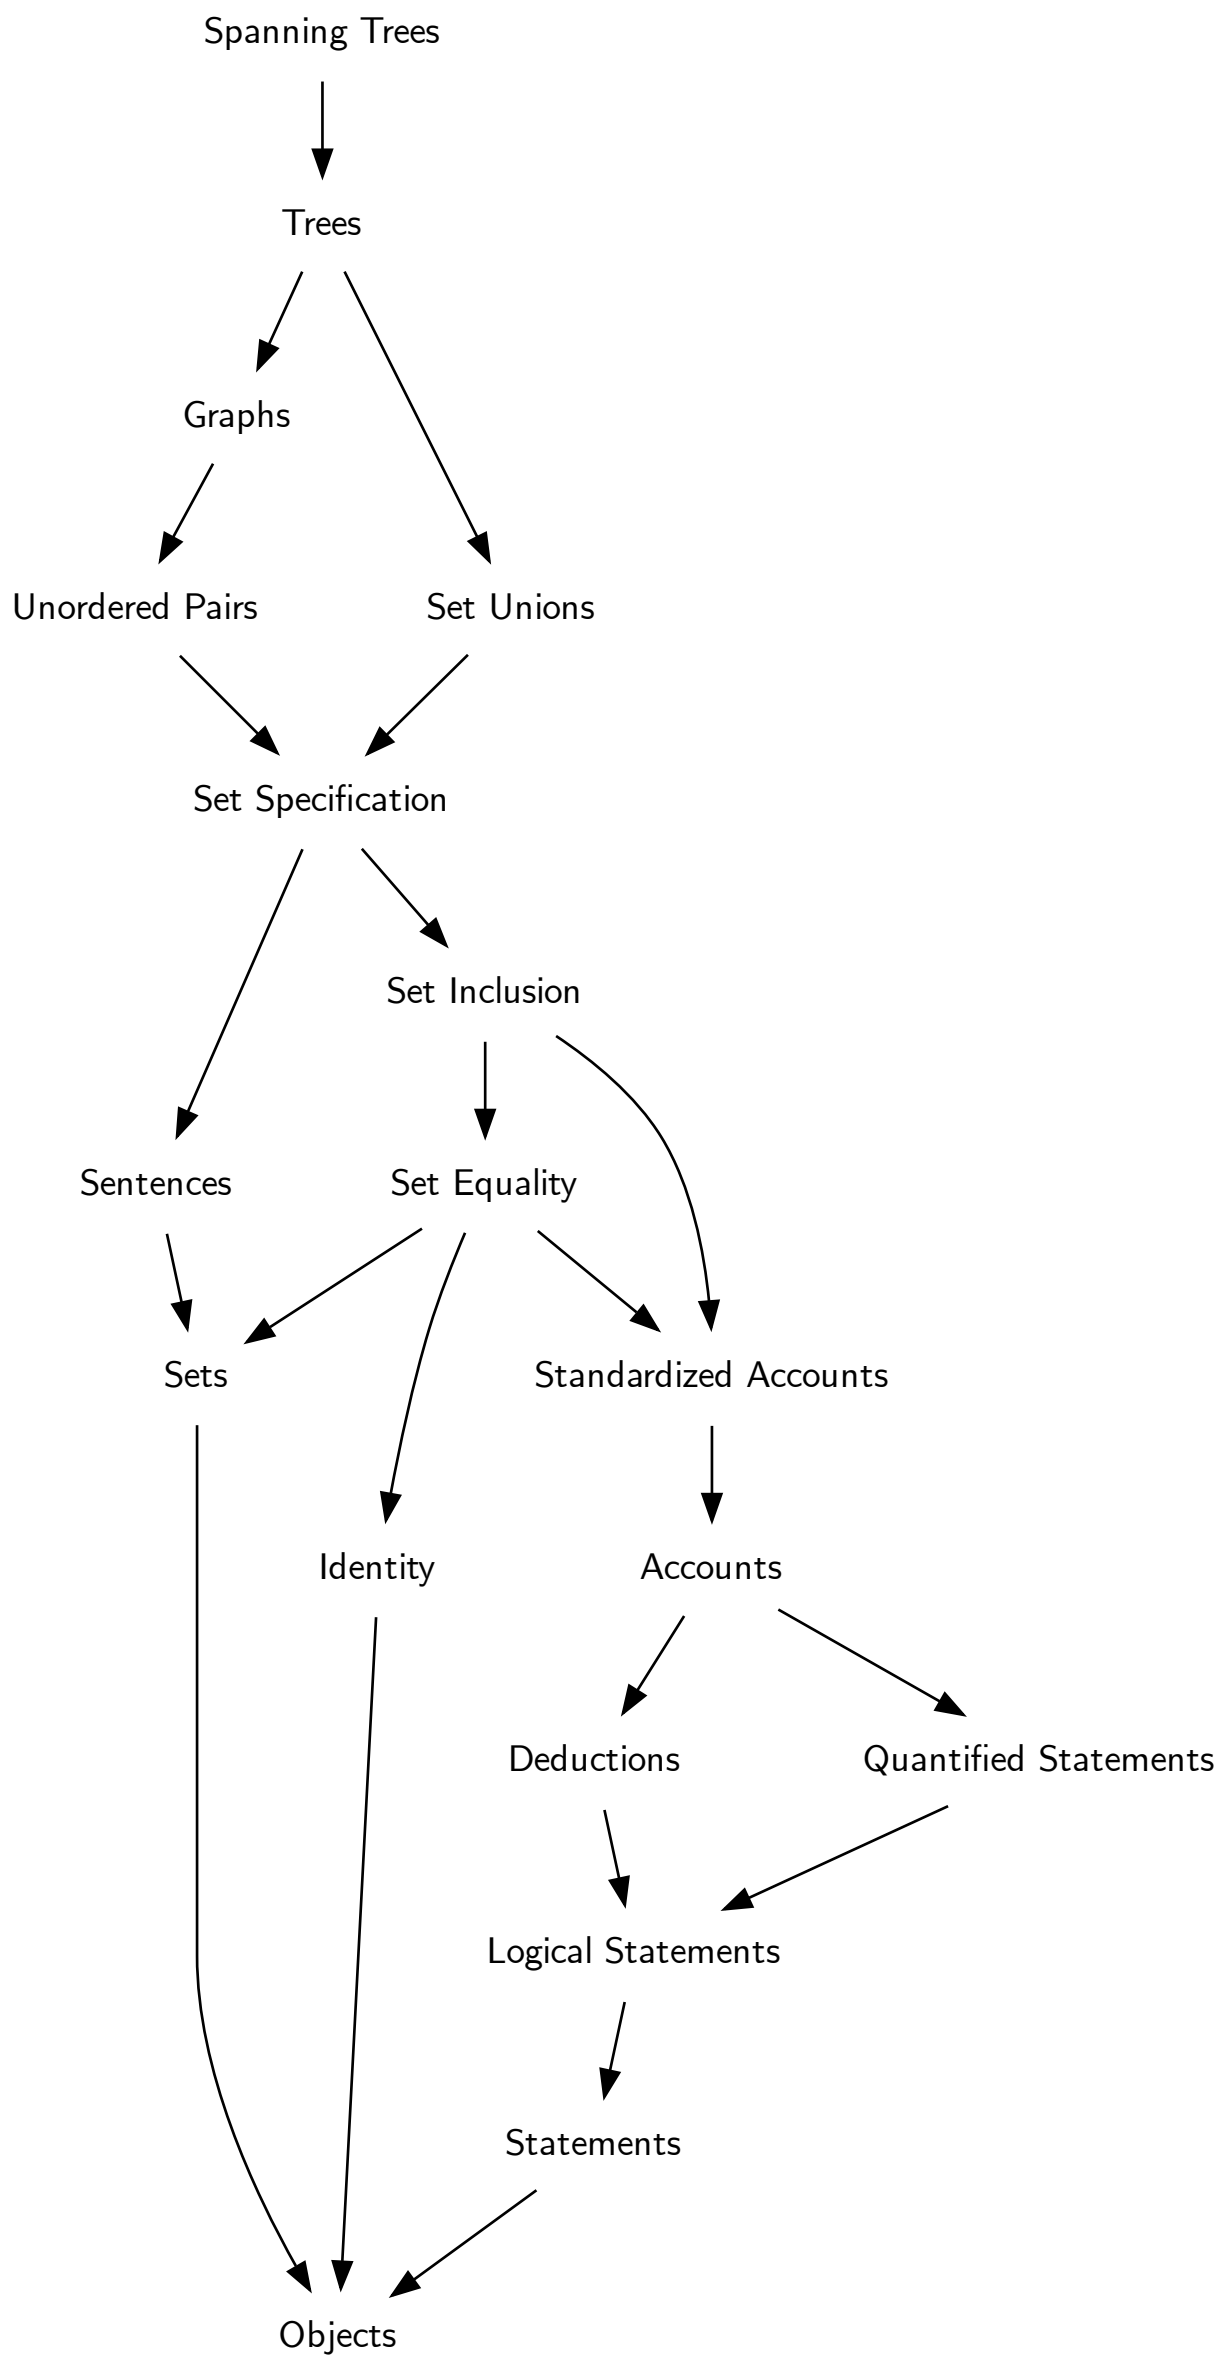 Spanning Trees
Trees
Graphs
Unordered Pairs
Set Unions
Set Specification
Set Inclusion
Sentences
Set Equality
Sets
Standardized Accounts
Identity
Accounts
Deductions
Quantified Statements
Logical Statements
Statements
Objects